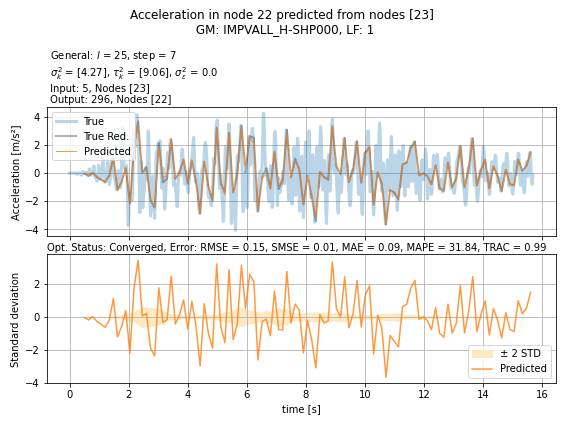 Acceleration in node 22 predicted from nodes [23]
GM: IMPVALL_H-SHP000, LF: 1
General: l = 25, step = 7
σ²ₖ = [4.27], τ²ₖ = [9.06], σ²ε = 0.0
Input: 5, Nodes [23]
Output: 296, Nodes [22]
4
2
0
−2
−4
Acceleration [m/s²]
True
True Red.
Predicted
Opt. Status: Converged, Error: RMSE = 0.15, SMSE = 0.01, MAE = 0.09, MAPE = 31.84, TRAC = 0.99
2
0
−2
−4
Standard deviation
± 2 STD
Predicted
0 2 4 6 8 10 12 14 16
time [s]